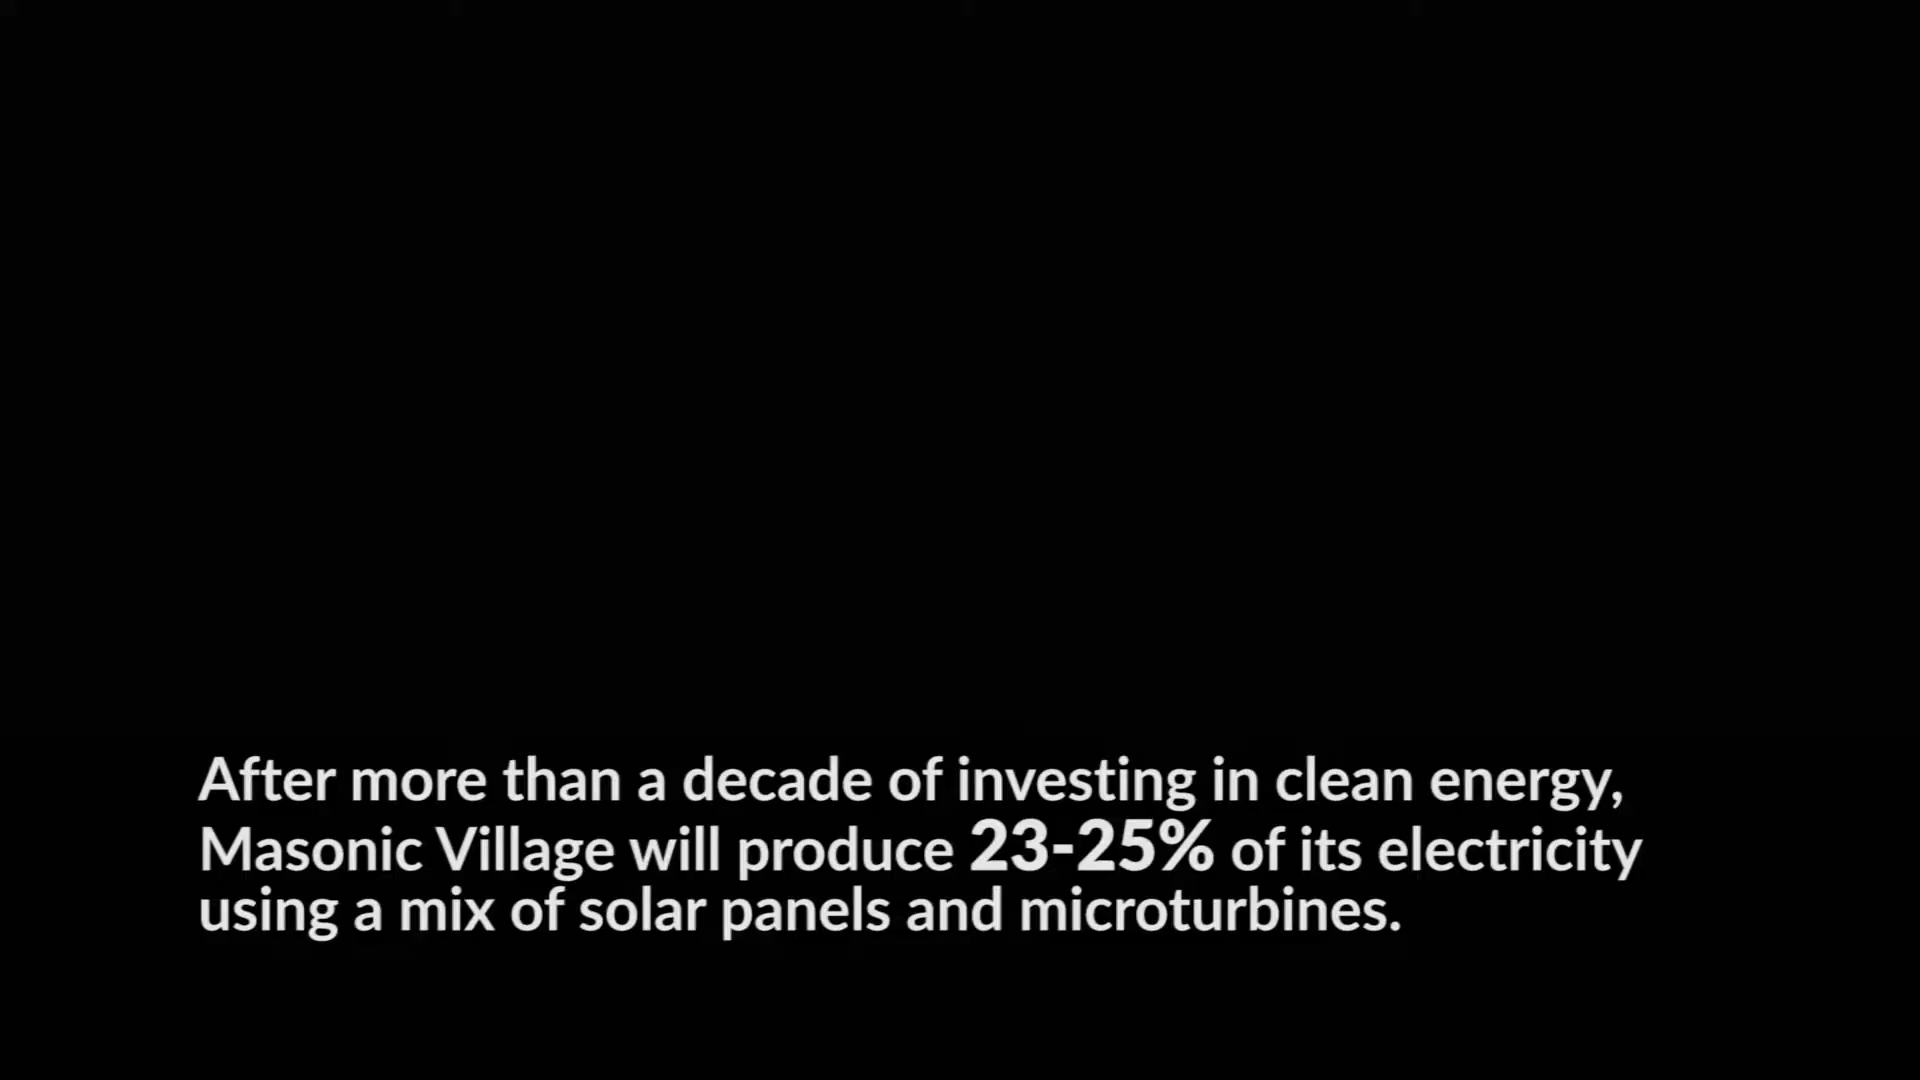 After more than a decade of investing in clean energy,
Masonic Village will produce 23-25% of its electricity
using a mix of solar panels and microturbines.